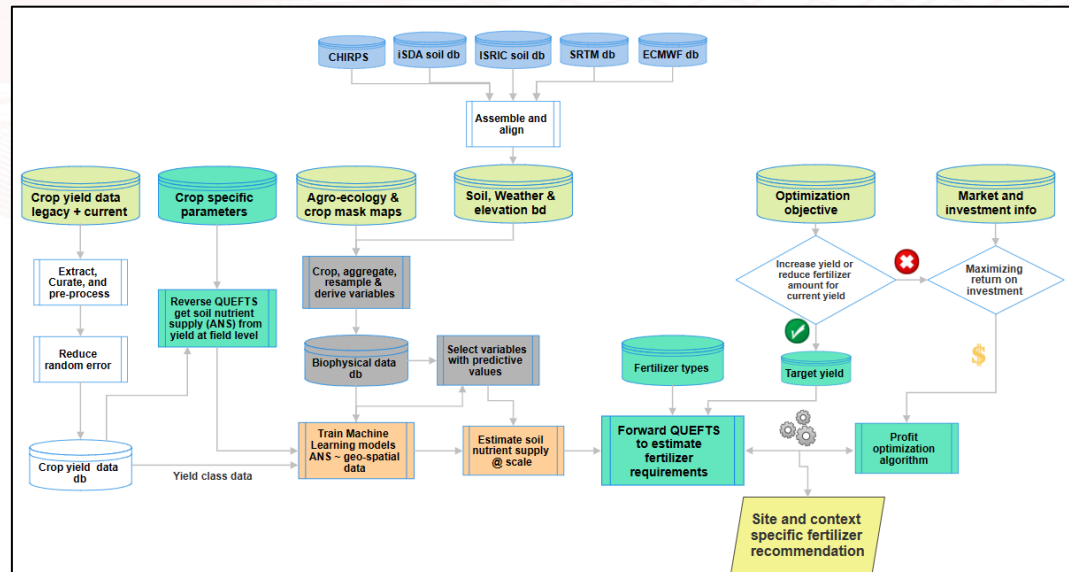 CHIRPS
iSDA soil db
ISRIC soil db
SRTM db
ECMWF db
Assemble and
align
Crop yield data
legacy + current
Crop specific
parameters
Agro-ecology &
crop mask maps
Soil, Weather &
elevation bd
Optimization
objective
Market and
investment info
Extract,
Curate, and
pre-process
Reverse QUEFTS
get soil nutrient
supply (ANS) from
yield at field level
Crop, aggregate,
resample &
derive variables
Increase yield or
reduce fertilizer
amount for
current yield
Maximizing
return on
investment
Reduce
random error
Biophysical data
db
Select variables
with predictive
values
Fertilizer types
Target yield
$
Crop yield  data
db
Yield class data
Train Machine
Learning models
ANS ~ geo-spatial
data
Estimate soil
nutrient supply
@ scale
Forward QUEFTS
to estimate
fertilizer
requirements
Profit
optimization
algorithm
Site and context
specific fertilizer
recommendation